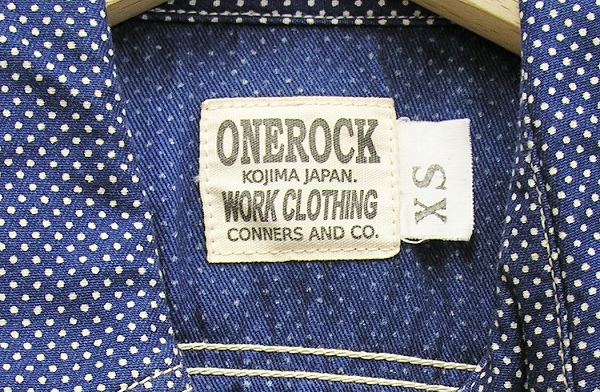 ONEROCK
KOJIMA JAPAN.
WORK CLOTHING
CONNERS AND CO.
XS